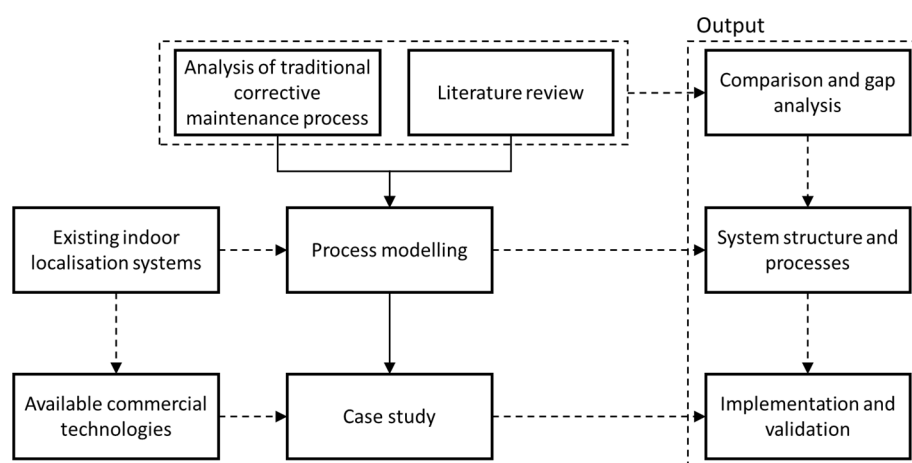 Output
Analysis of traditional
corrective
maintenance process
Literature review
Comparison and gap
analysis
Existing indoor
localisation systems
Process modelling
System structure and
processes
Available commercial
technologies
Case study
Implementation and
validation